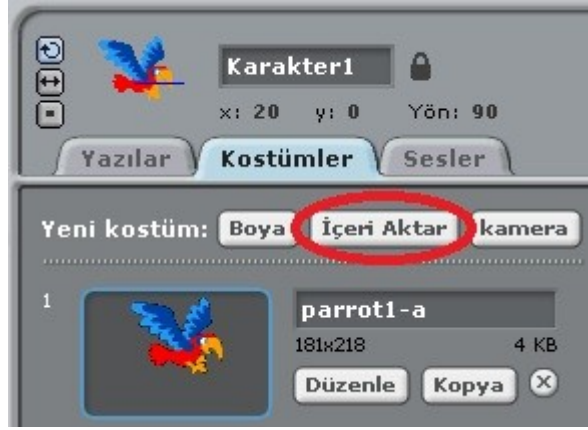 Karakter1
x: 20 y: 0 Yön: 90
Yazılar Kostümler Sesler
Yeni kostüm: Boya İçeri Aktar kamera
1
parrot1-a
181x218 4 KB
Düzenle Kopya